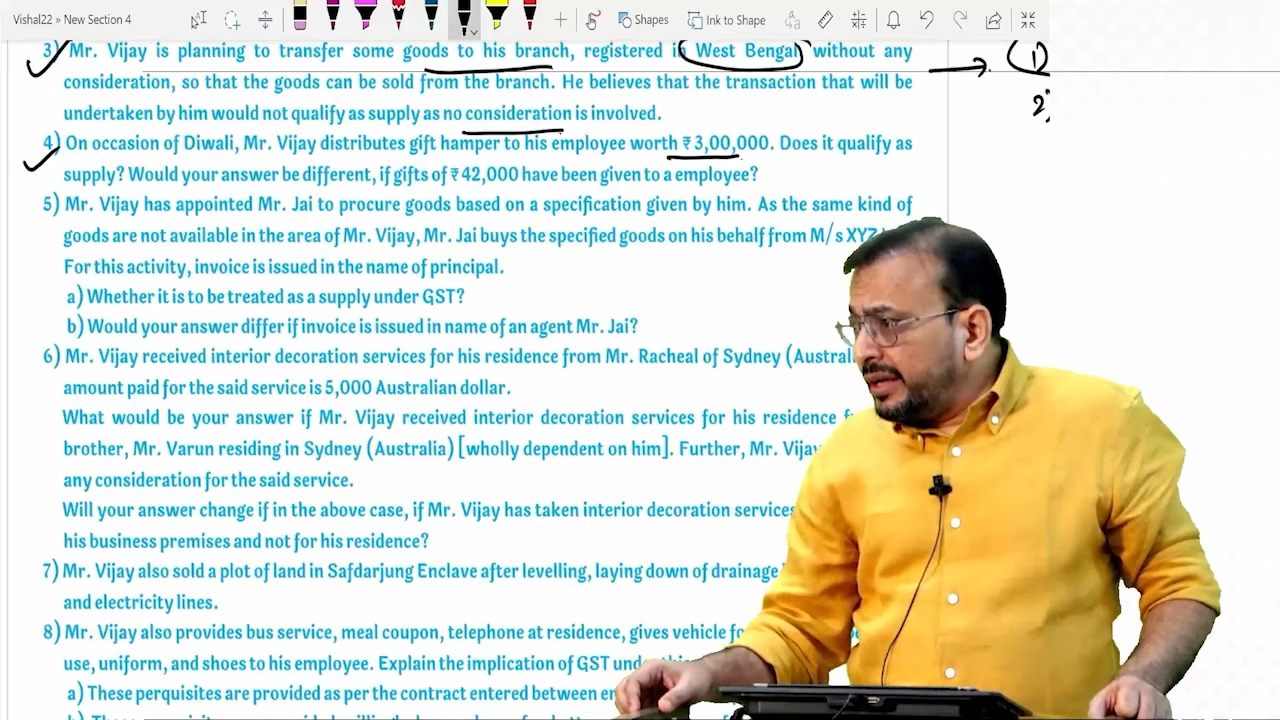 Vishal22 » New Section 4
Shapes
Ink to Shape
3) Mr. Vijay is planning to transfer some goods to his branch, registered in West Bengal without any
consideration, so that the goods can be sold from the branch. He believes that the transaction that will be
undertaken by him would not qualify as supply as no consideration is involved.
1)
2)
4) On occasion of Diwali, Mr. Vijay distributes gift hamper to his employee worth ₹ 3,00,000. Does it qualify as
supply? Would your answer be different, if gifts of ₹ 42,000 have been given to a employee?
5) Mr. Vijay has appointed Mr. Jai to procure goods based on a specification given by him. As the same kind of
goods are not available in the area of Mr. Vijay, Mr. Jai buys the specified goods on his behalf from M/s XYZ
For this activity, invoice is issued in the name of principal.
a) Whether it is to be treated as a supply under GST?
b) Would your answer differ if invoice is issued in name of an agent Mr. Jai?
6) Mr. Vijay received interior decoration services for his residence from Mr. Racheal of Sydney
amount paid for the said service is 5,000 Australian dollar.
What would be your answer if Mr. Vijay received interior decoration services for his residence
brother, Mr. Varun residing in Sydney (Australia) [wholly dependent on him]. Further, Mr.
any consideration for the said service.
Will your answer change if in the above case, if Mr. Vijay has taken interior decoration services
his business premises and not for his residence?
7) Mr. Vijay also sold a plot of land in Safdarjung Enclave after levelling, laying down of drainage
and electricity lines.
8) Mr. Vijay also provides bus service, meal coupon, telephone at residence, gives vehicle
use, uniform, and shoes to his employee. Explain the implication of GST
a) These perquisites are provided as per the contract entered between